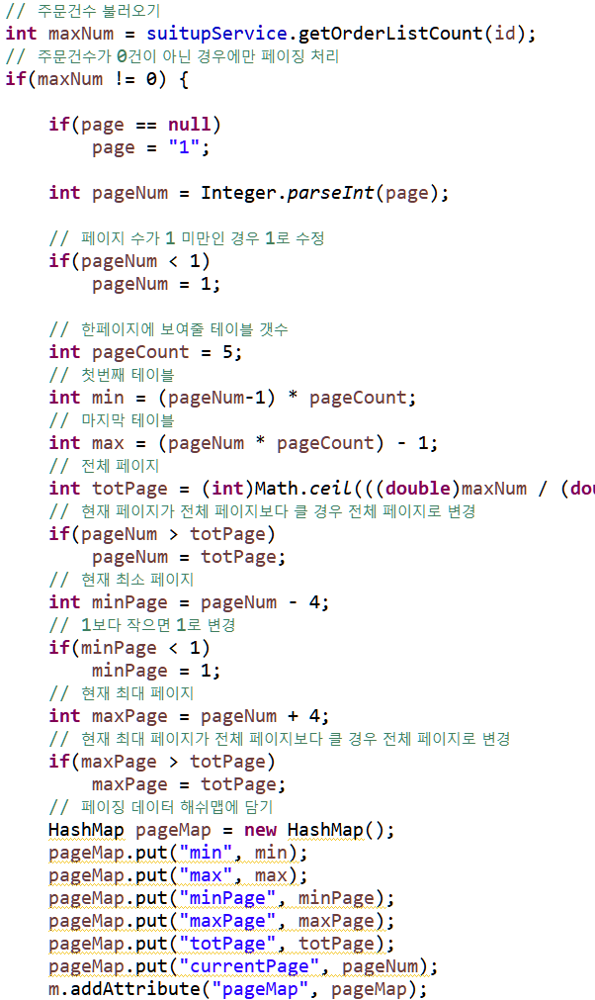 // 주문건수 불러오기
int maxNum = suitupService.getOrderListCount(id);
// 주문건수가 0건이 아닌 경우에만 페이징 처리
if(maxNum != 0) {
if(page == null)
page = "1";
int pageNum = Integer.parseInt(page);
// 페이지 수가 1 미만인 경우 1로 수정
if(pageNum < 1)
pageNum = 1;
// 한페이지에 보여줄 테이블 갯수
int pageCount = 5;
// 첫번째 테이블
int min = (pageNum-1) * pageCount;
// 마지막 테이블
int max = (pageNum * pageCount) - 1;
// 전체 페이지
int totPage = (int)Math.ceil(((double)maxNum / (dou
// 현재 페이지가 전체 페이지보다 클 경우 전체 페이지로 변경
if(pageNum > totPage)
pageNum = totPage;
// 현재 최소 페이지
int minPage = pageNum - 4;
// 1보다 작으면 1로 변경
if(minPage < 1)
minPage = 1;
// 현재 최대 페이지
int maxPage = pageNum + 4;
// 현재 최대 페이지가 전체 페이지보다 클 경우 전체 페이지로 변경
if(maxPage > totPage)
maxPage = totPage;
// 페이징 데이터 해쉬맵에 담기
HashMap pageMap = new HashMap();
pageMap.put("min", min);
pageMap.put("max", max);
pageMap.put("minPage", minPage);
pageMap.put("maxPage", maxPage);
pageMap.put("totPage", totPage);
pageMap.put("currentPage", pageNum);
m.addAttribute("pageMap", pageMap);